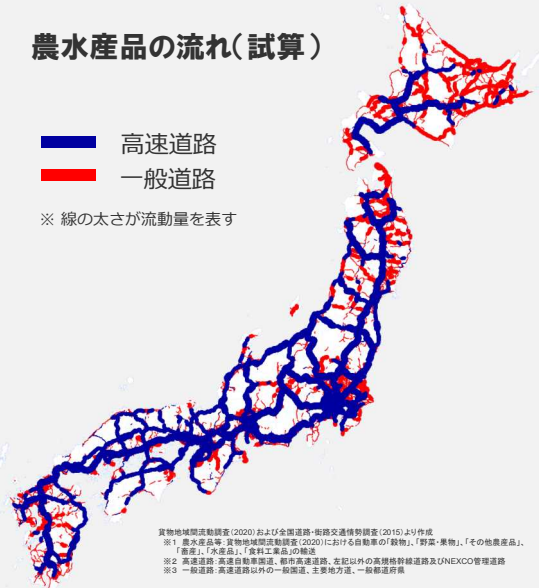 農水産品の流れ(試算)
高速道路
一般道路
※ 線の太さが流動量を表す
貨物地域間流動調査(2020)および全国道路・街路交通情勢調査(2015)より作成
※1 農水産品等:貨物地域間流動調査(2020)における自動車の「穀物」、「野菜・果物」、「その他農産品」、
「畜産」、「水産品」、「食料工業品」の輸送
※2 高速道路:高速自動車国道、都市高速道路、左記以外の高規格幹線道路及びNEXCO管理道路
※3 一般道路:高速道路以外の一般国道、主要地方道、一般都道府県